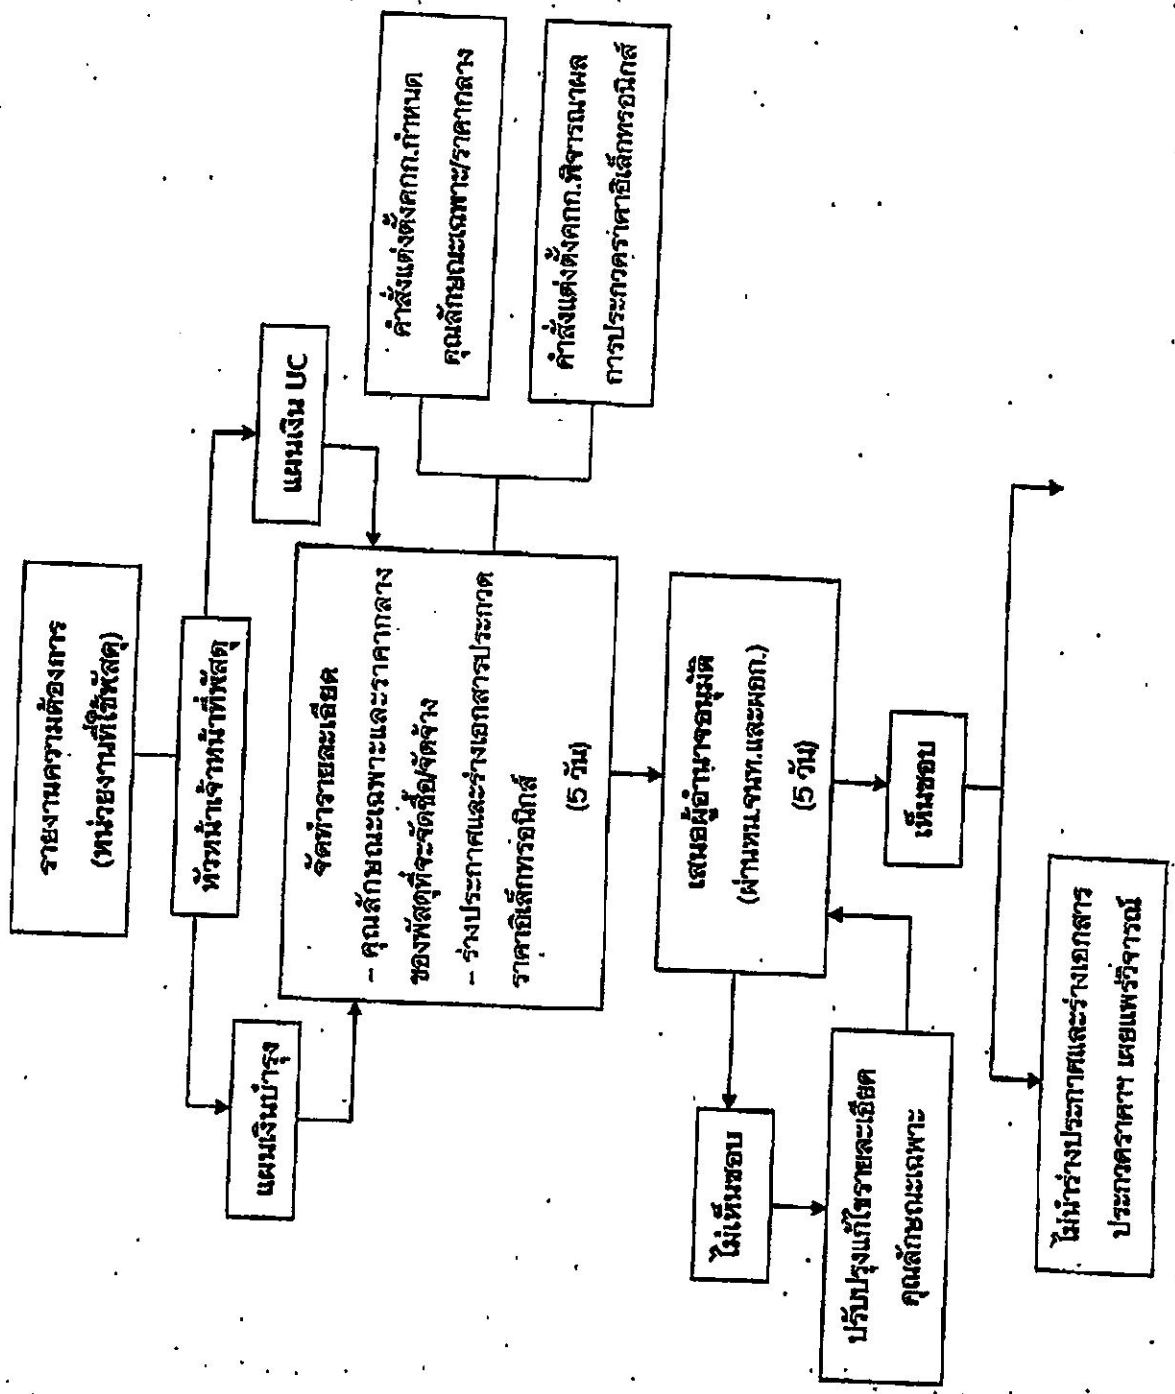 รายงานความต้องการ
(หน่วยงานที่ใช้พัสดุ)
หัวหน้าเจ้าหน้าที่พัสดุ
แผนเงินบำรุง
แผนเงิน UC
จัดทำรายละเอียด
- คุณลักษณะเฉพาะและราคากลาง
ของพัสดุที่จะจัดซื้อ/จัดจ้าง
- ร่างประกาศและร่างเอกสารประกวด
ราคาอิเล็กทรอนิกส์
(5 วัน)
คำสั่งแต่งตั้งคกก.กำหนด
คุณลักษณะเฉพาะ/ราคากลาง
คำสั่งแต่งตั้งคกก.พิจารณาผล
การประกวดราคาอิเล็กทรอนิกส์
เสนอผู้อำนาจอนุมัติ
(ผ่านหน.จนท.และผอก.)
(5 วัน)
ไม่เห็นชอบ
ปรับปรุงแก้ไขรายละเอียด
คุณลักษณะเฉพาะ
เห็นชอบ
ไม่นำร่างประกาศและร่างเอกสาร
ประกวดราคาฯ เผยแพร่วิจารณ์